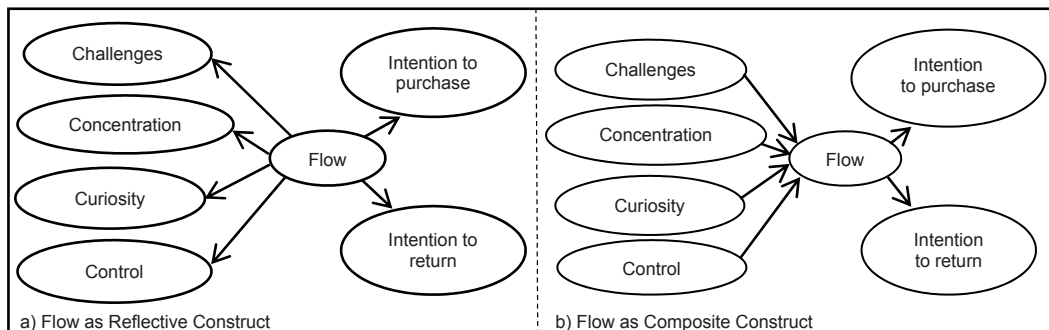 Challenges
Concentration
Curiosity
Control
Flow
Intention to
purchase
Intention to
return
a) Flow as Reflective Construct
Challenges
Concentration
Curiosity
Control
Flow
Intention
to purchase
Intention
to return
b) Flow as Composite Construct